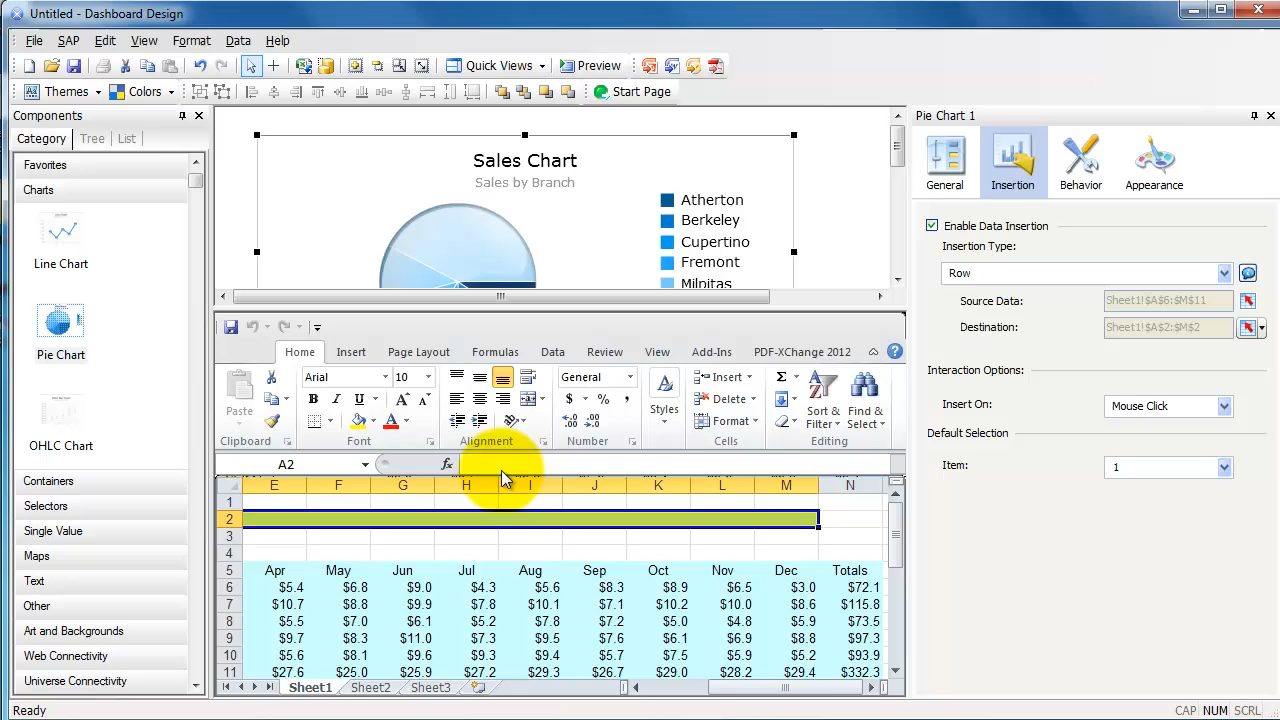 Untitled - Dashboard Design
File SAP Edit View Format Data Help
Quick Views Preview
Themes Colors Start Page
Components
Category Tree List
Favorites
Charts
Line Chart
Pie Chart
OHLC Chart
Containers
Selectors
Single Value
Maps
Text
Other
Art and Backgrounds
Web Connectivity
Universe Connectivity
Sales Chart
Sales by Branch
Atherton
Berkeley
Cupertino
Fremont
Milpitas
Home Insert Page Layout Formulas Data Review View Add-Ins PDF-XChange 2012
Paste
Clipboard
Arial 10
B I U
Font
Alignment
General
$ % ,
Number
Styles
Insert
Delete
Format
Cells
Σ
Sort & Filter
Find & Select
Editing
A2 fx
E F G H I J K L M N
1
2
3
4
5 Apr May Jun Jul Aug Sep Oct Nov Dec Totals
6 $5.4 $6.8 $9.0 $4.3 $5.6 $8.3 $8.9 $6.5 $3.0 $72.1
7 $10.7 $8.8 $9.9 $7.8 $10.1 $7.1 $10.2 $10.0 $8.6 $115.8
8 $5.5 $7.0 $6.1 $5.2 $7.8 $7.2 $5.0 $4.8 $5.9 $73.5
9 $9.7 $8.3 $11.0 $7.3 $9.5 $7.6 $6.1 $6.9 $8.8 $97.3
10 $5.6 $8.1 $9.6 $9.3 $9.4 $5.7 $7.5 $5.9 $5.2 $93.9
11 $27.6 $25.0 $25.9 $27.2 $29.3 $26.7 $29.0 $28.2 $29.4 $332.3
Sheet1 Sheet2 Sheet3
Pie Chart 1
General Insertion Behavior Appearance
Enable Data Insertion
Insertion Type:
Row
Source Data: Sheet1!$A$6:$M$11
Destination: Sheet1!$A$2:$M$2
Interaction Options:
Insert On: Mouse Click
Default Selection
Item: 1
Ready
CAP NUM SCRL